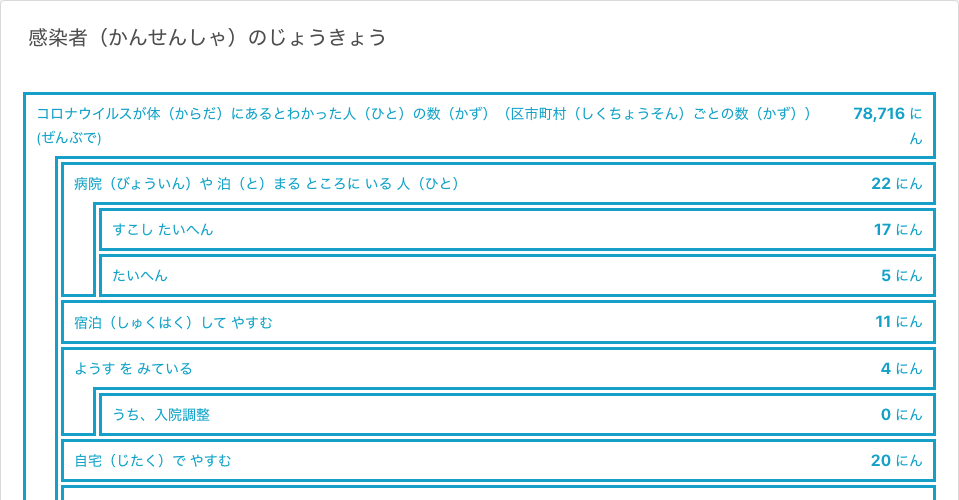 感染者（かんせんしゃ）のじょうきょう
コロナウイルスが体（からだ）にあるとわかった人（ひと）の数（かず）（区市町村（しくちょうそん）ごとの数（かず）） 78,716 に
(ぜんぶで) ん
病院（びょういん）や 泊（と）まる ところに いる 人（ひと） 22 にん
すこし たいへん 17 にん
たいへん 5 にん
宿泊（しゅくはく）して やすむ 11 にん
ようす を みている 4 にん
うち、入院調整 0 にん
自宅（じたく）で やすむ 20 にん